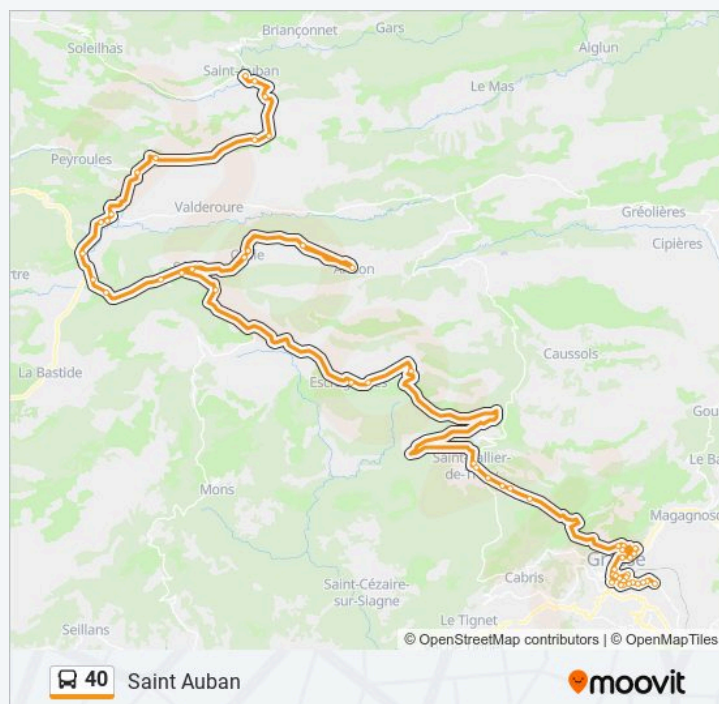 Briançonnet
Gars
Soleilhas
Aiglun
Saint-Auban
Le Mas
Peyroules
Valderoure
Gréolières
Cipières
Caussols
La Bastide
Mons
Magagnosc
Cabris
Saint-Cézaire-
sur-Siagne
Le Tignet
Seillans
© OpenStreetMap contributors | © OpenMapTiles
40 Saint Auban
moovit